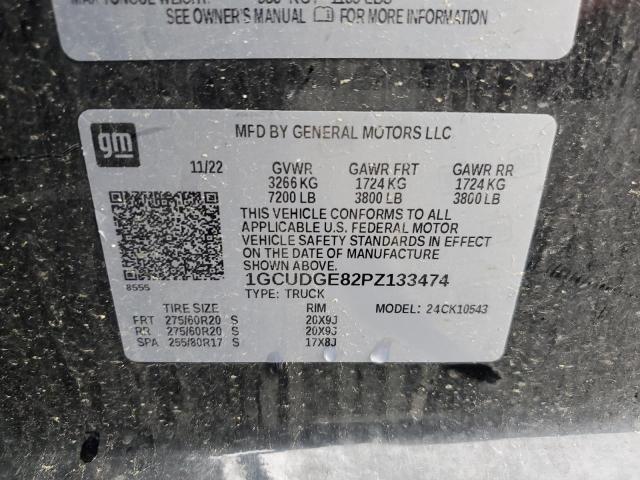 SEE OWNER'S MANUAL FOR MORE INFORMATION
gm
MFD BY GENERAL MOTORS LLC
11/22 GVWR GAWR FRT GAWR RR
3266 KG 1724 KG 1724 KG
7200 LB 3800 LB 3800 LB
THIS VEHICLE CONFORMS TO ALL
APPLICABLE U.S. FEDERAL MOTOR
VEHICLE SAFETY STANDARDS IN EFFECT
ON THE DATE OF MANUFACTURE
SHOWN ABOVE.
8555
1GCUDGE82PZ133474
TYPE: TRUCK MODEL: 24CK10543
TIRE SIZE RIM
FRT 275/60R20 S 20X9J
RR 275/60R20 S 20X9J
SPA 255/80R17 S 17X8J